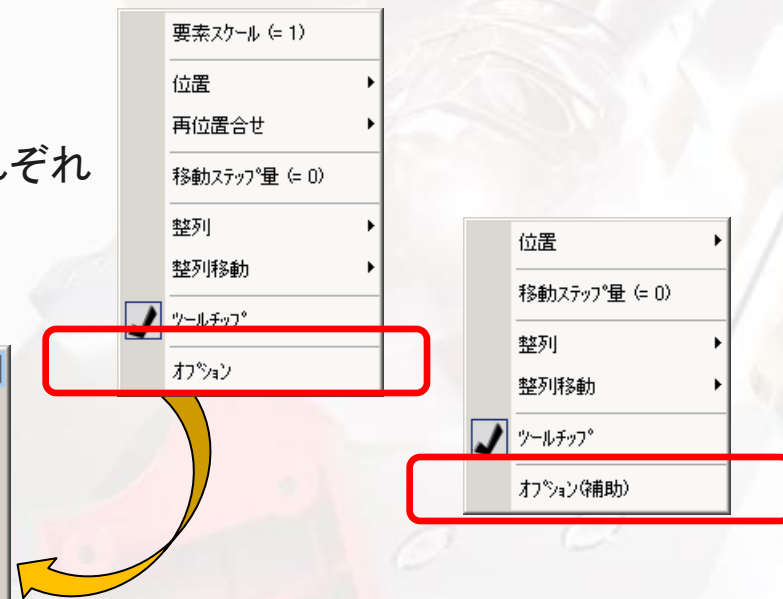 要素ｽｹｰﾙ (= 1)
位置
再位置合せ
移動ｽﾃｯﾌﾟ量 (= 0)
整列
整列移動
ﾂｰﾙﾁｯﾌﾟ
ｵﾌﾟｼｮﾝ
ぞれ
位置
移動ｽﾃｯﾌﾟ量 (= 0)
整列
整列移動
ﾂｰﾙﾁｯﾌﾟ
ｵﾌﾟｼｮﾝ(補助)